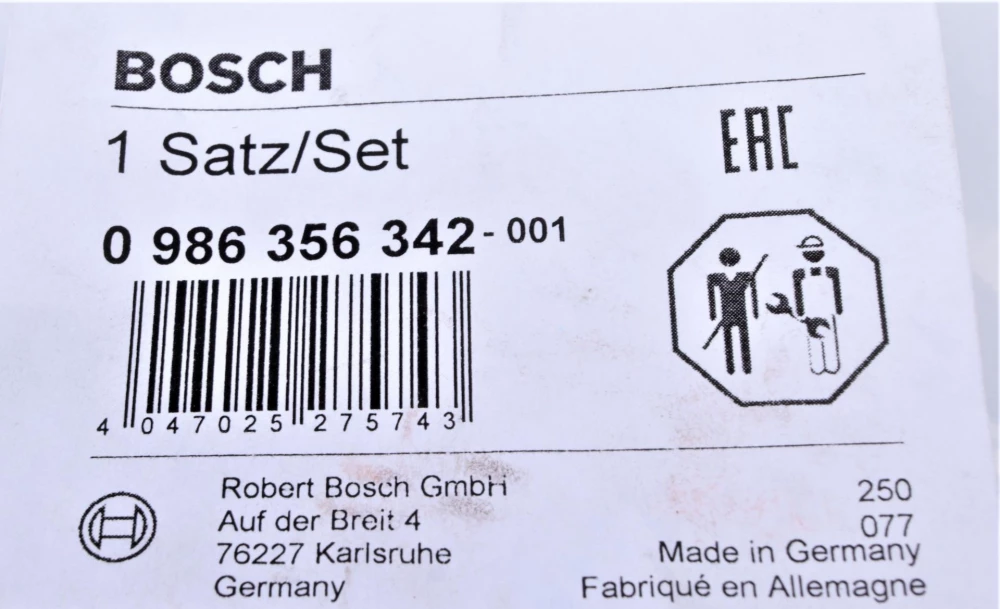 BOSCH
1 Satz/Set
EAC
0 986 356 342-001
4 047025 275743
Robert Bosch GmbH
Auf der Breit 4
76227 Karlsruhe
Germany
250
077
Made in Germany
Fabriqué en Allemagne